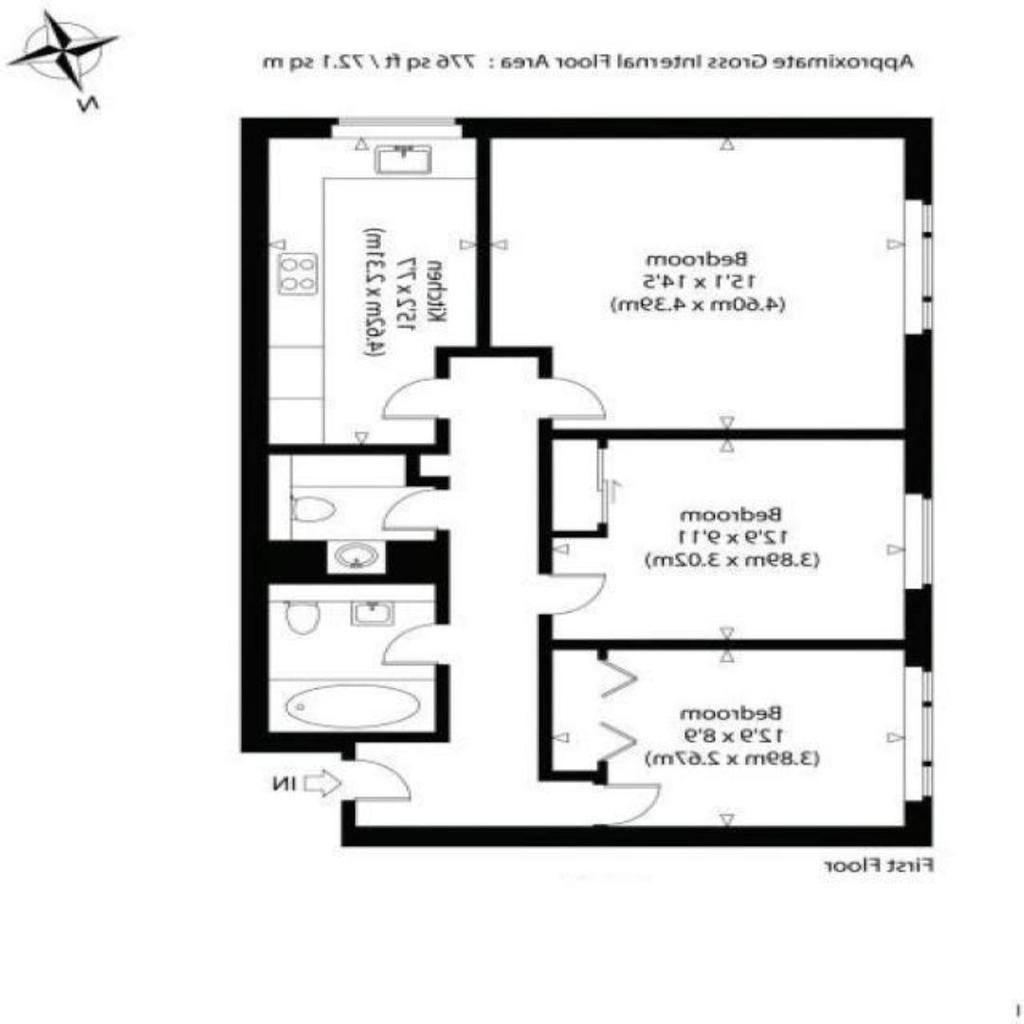 Approximate Gross Internal Floor Area : 776 sq ft / 72.1 sq m
N
Bedroom
15'1 x 14'5
(4.60m x 4.39m)
Kitchen
15'2 x 7'7
(4.62m x 2.31m)
Bedroom
12'9 x 9'11
(3.89m x 3.02m)
Bedroom
12'9 x 8'9
(3.89m x 2.67m)
IN
First Floor